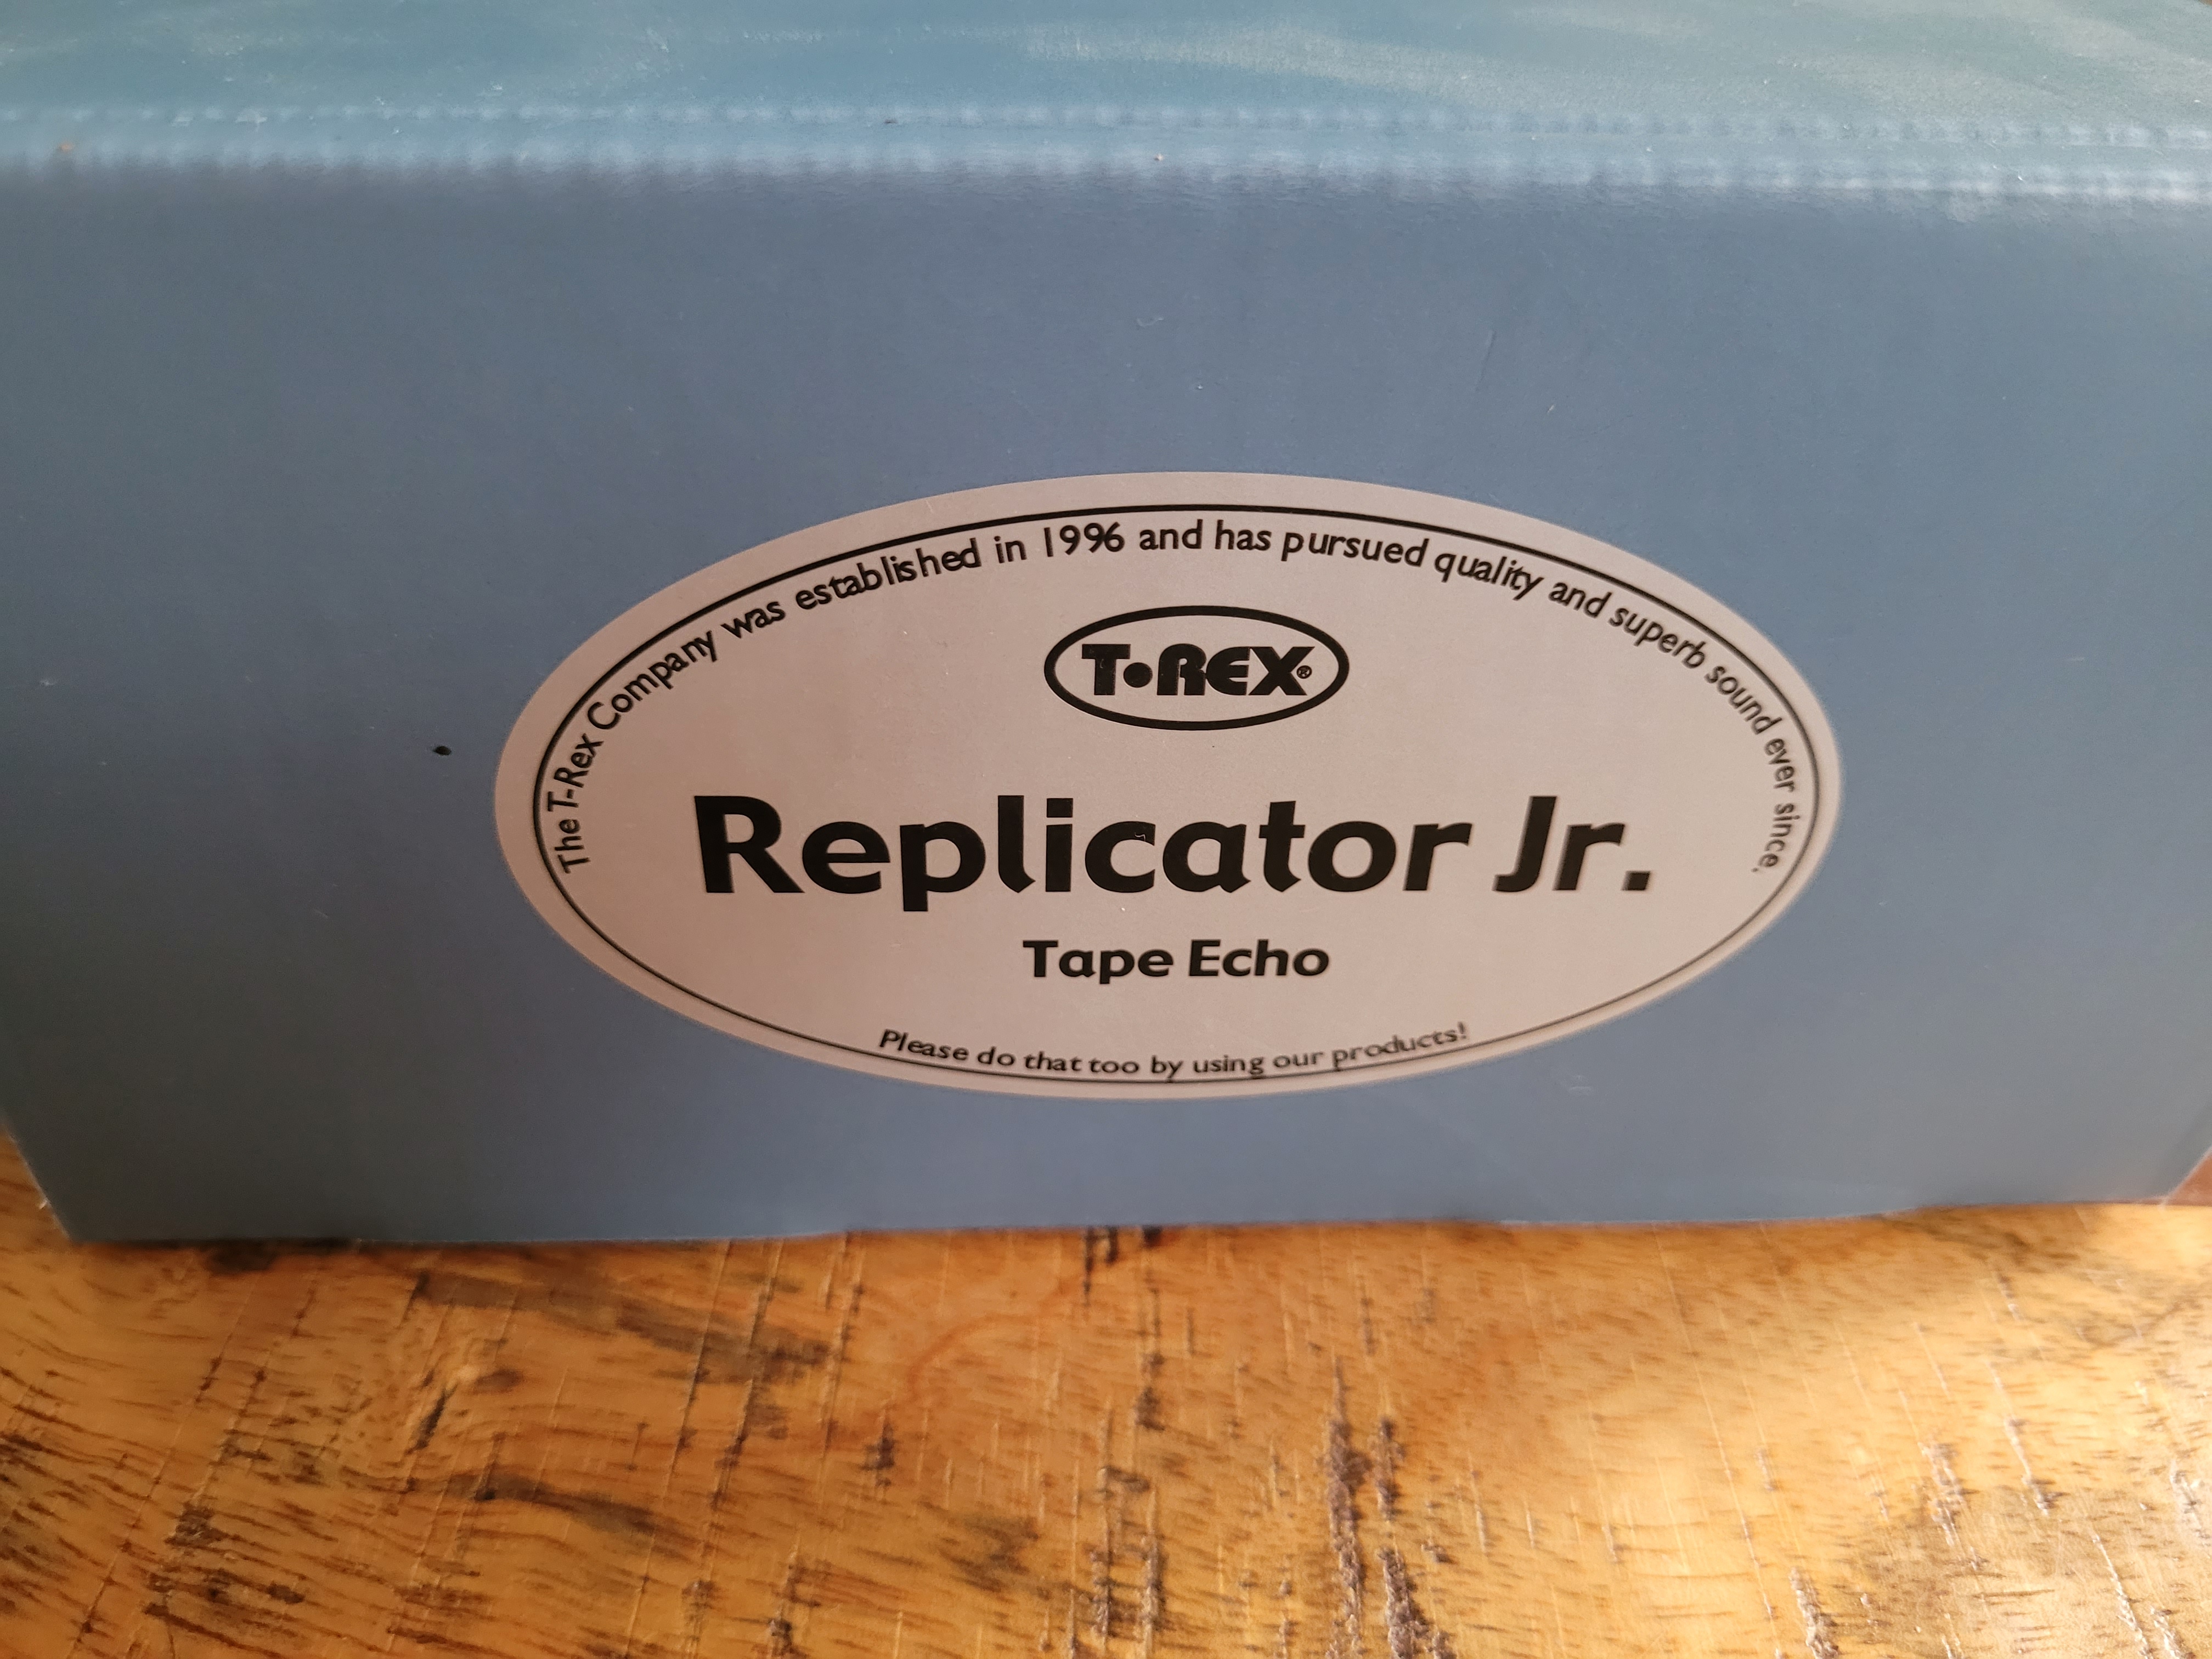 The T-Rex Company was established in 1996 and has pursued quality and superb sound ever since.
T•REX®
Replicator Jr.
Tape Echo
Please do that too by using our products!